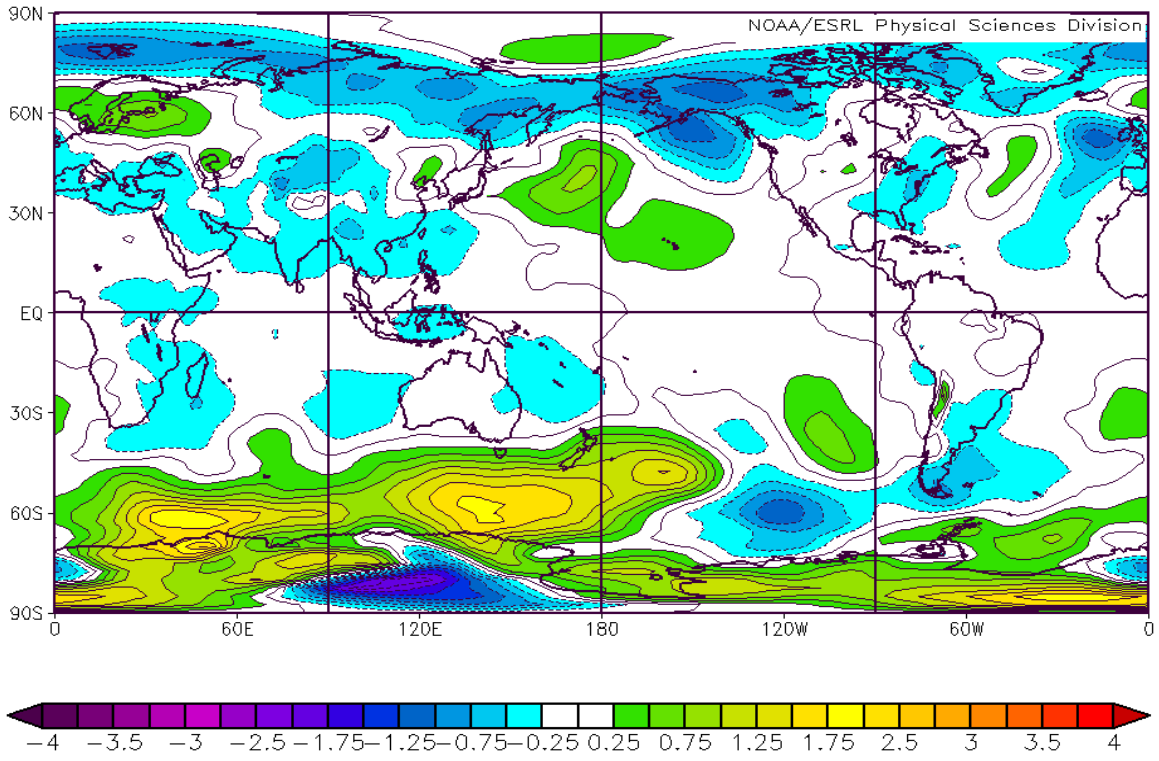 90N
NOAA/ESRL Physical Sciences Division
60N
30N
EQ
30S
60S
90S
0 60E 120E 180 120W 60W 0
−4 −3.5 −3 −2.5 −1.75 −1.25 −0.75 −0.25 0.25 0.75 1.25 1.75 2.5 3 3.5 4